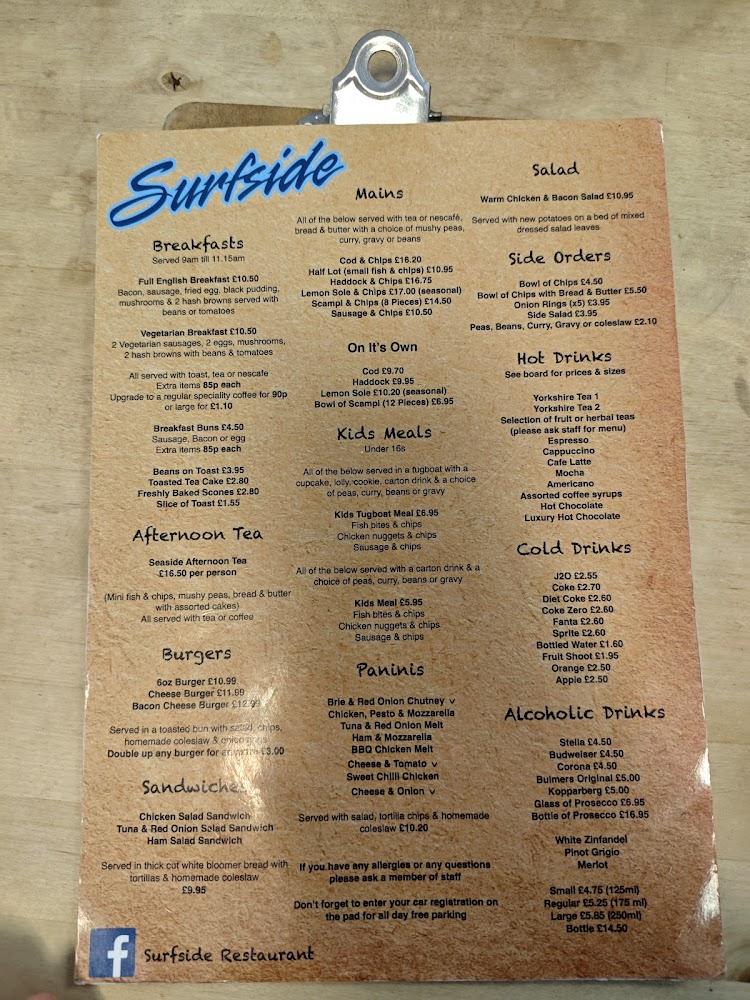 Surfside
Breakfasts
Served 9am till 11.15am
Full English Breakfast £10.50
Bacon, sausage, fried egg, black pudding,
mushrooms & 2 hash browns served with
beans or tomatoes
Vegetarian Breakfast £10.50
2 Vegetarian sausages, 2 eggs, mushrooms,
2 hash browns with beans & tomatoes
All served with toast, tea or nescafe
Extra items 85p each
Upgrade to a regular speciality coffee for 90p
or large for £1.10
Breakfast Buns £4.50
Sausage, Bacon or egg
Extra items 85p each
Beans on Toast £3.95
Toasted Tea Cake £2.80
Freshly Baked Scones £2.80
Slice of Toast £1.55
Afternoon Tea
Seaside Afternoon Tea
£16.50 per person
(Mini fish & chips, mushy peas, bread & butter
with assorted cakes)
All served with tea or coffee
Burgers
6oz Burger £10.99
Cheese Burger £11.99
Bacon Cheese Burger £12.99
Served in a toasted bun with salad, chips,
homemade coleslaw & onion rings
Double up any burger for an extra £3.00
Sandwiches
Chicken Salad Sandwich
Tuna & Red Onion Salad Sandwich
Ham Salad Sandwich
Served in thick cut white bloomer bread with
tortillas & homemade coleslaw
£9.95
Surfside Restaurant
Mains
All of the below served with tea or nescafé,
bread & butter with a choice of mushy peas,
curry, gravy or beans
Cod & Chips £16.20
Half Lot (small fish & chips) £10.95
Haddock & Chips £16.75
Lemon Sole & Chips £17.00 (seasonal)
Scampi & Chips (8 Pieces) £14.50
Sausage & Chips £10.50
On It's Own
Cod £9.70
Haddock £9.95
Lemon Sole £10.20 (seasonal)
Bowl of Scampi (12 Pieces) £6.95
Kids Meals
Under 16s
All of the below served in a tugboat with a
cupcake, lolly, cookie, carton drink & a choice
of peas, curry, beans or gravy
Kids Tugboat Meal £6.95
Fish bites & chips
Chicken nuggets & chips
Sausage & chips
All of the below served with a carton drink & a
choice of peas, curry, beans or gravy
Kids Meal £5.95
Fish bites & chips
Chicken nuggets & chips
Sausage & chips
Paninis
Brie & Red Onion Chutney v
Chicken, Pesto & Mozzarella
Tuna & Red Onion Melt
Ham & Mozzarella
BBQ Chicken Melt
Cheese & Tomato v
Sweet Chilli Chicken
Cheese & Onion v
Served with salad, tortilla chips & homemade
coleslaw £10.20
If you have any allergies or any questions
please ask a member of staff
Don't forget to enter your car registration on
the pad for all day free parking
Salad
Warm Chicken & Bacon Salad £10.95
Served with new potatoes on a bed of mixed
dressed salad leaves
Side Orders
Bowl of Chips £4.50
Bowl of Chips with Bread & Butter £5.50
Onion Rings (x5) £3.95
Side Salad £3.95
Peas, Beans, Curry, Gravy or coleslaw £2.10
Hot Drinks
See board for prices & sizes
Yorkshire Tea 1
Yorkshire Tea 2
Selection of fruit or herbal teas
(please ask staff for menu)
Espresso
Cappuccino
Cafe Latte
Mocha
Americano
Assorted coffee syrups
Hot Chocolate
Luxury Hot Chocolate
Cold Drinks
J2O £2.55
Coke £2.70
Diet Coke £2.60
Coke Zero £2.60
Fanta £2.60
Sprite £2.60
Bottled Water £1.60
Fruit Shoot £1.95
Orange £2.50
Apple £2.50
Alcoholic Drinks
Stella £4.50
Budweiser £4.50
Corona £4.50
Bulmers Original £5.00
Kopparberg £5.00
Glass of Prosecco £6.95
Bottle of Prosecco £16.95
White Zinfandel
Pinot Grigio
Merlot
Small £4.75 (125ml)
Regular £5.25 (175 ml)
Large £5.85 (250ml)
Bottle £14.50